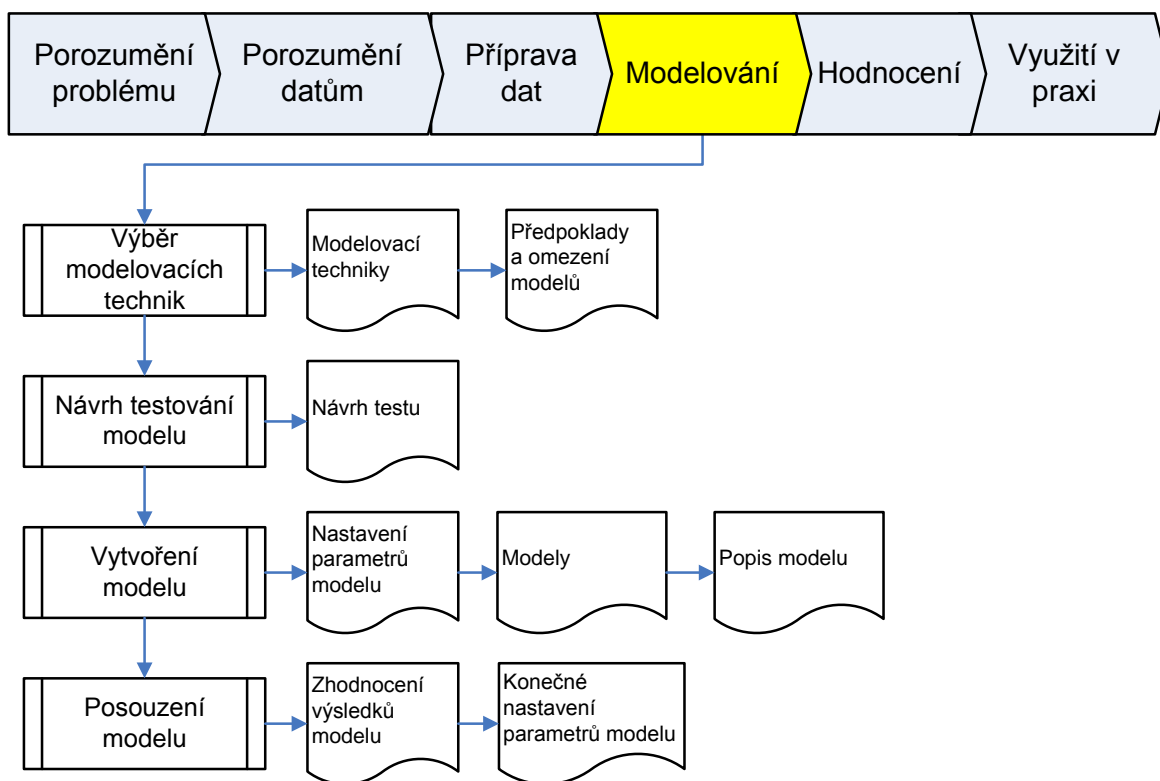 Porozumění
problému
Porozumění
datům
Příprava
dat
Modelování
Hodnocení
Využití v
praxi
Výběr
modelovacích
technik
Modelovací
techniky
Předpoklady
a omezení
modelů
Návrh testování
modelu
Návrh testu
Vytvoření
modelu
Nastavení
parametrů
modelu
Modely
Popis modelu
Posouzení
modelu
Zhodnocení
výsledků
modelu
Konečné
nastavení
parametrů modelu